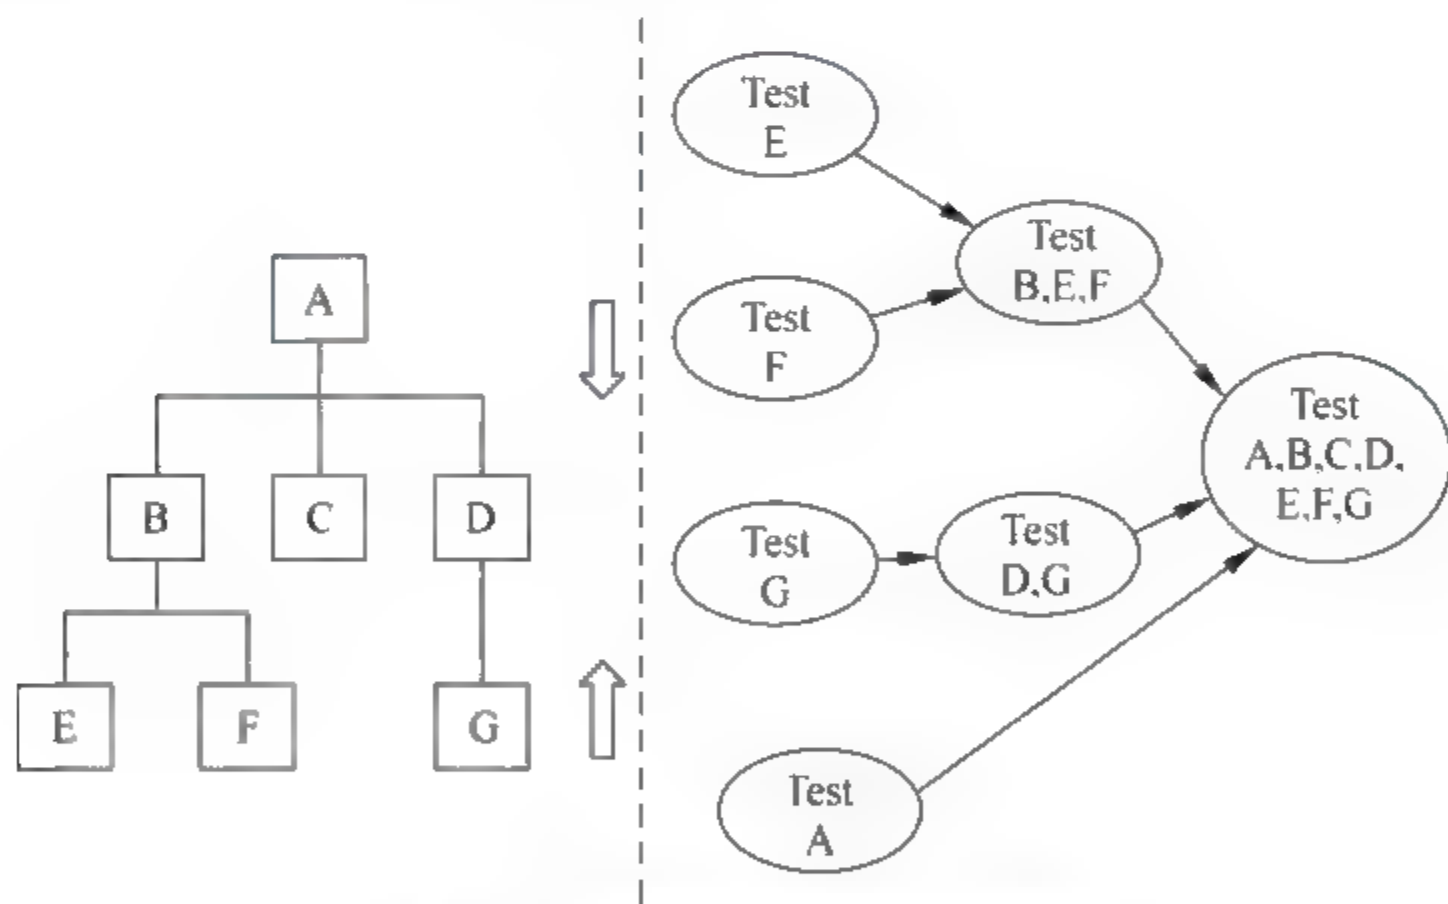 A
B
C
D
E
F
G
Test
E
Test
F
Test
B,E,F
Test
G
Test
D,G
Test
A,B,C,D,
E,F,G
Test
A